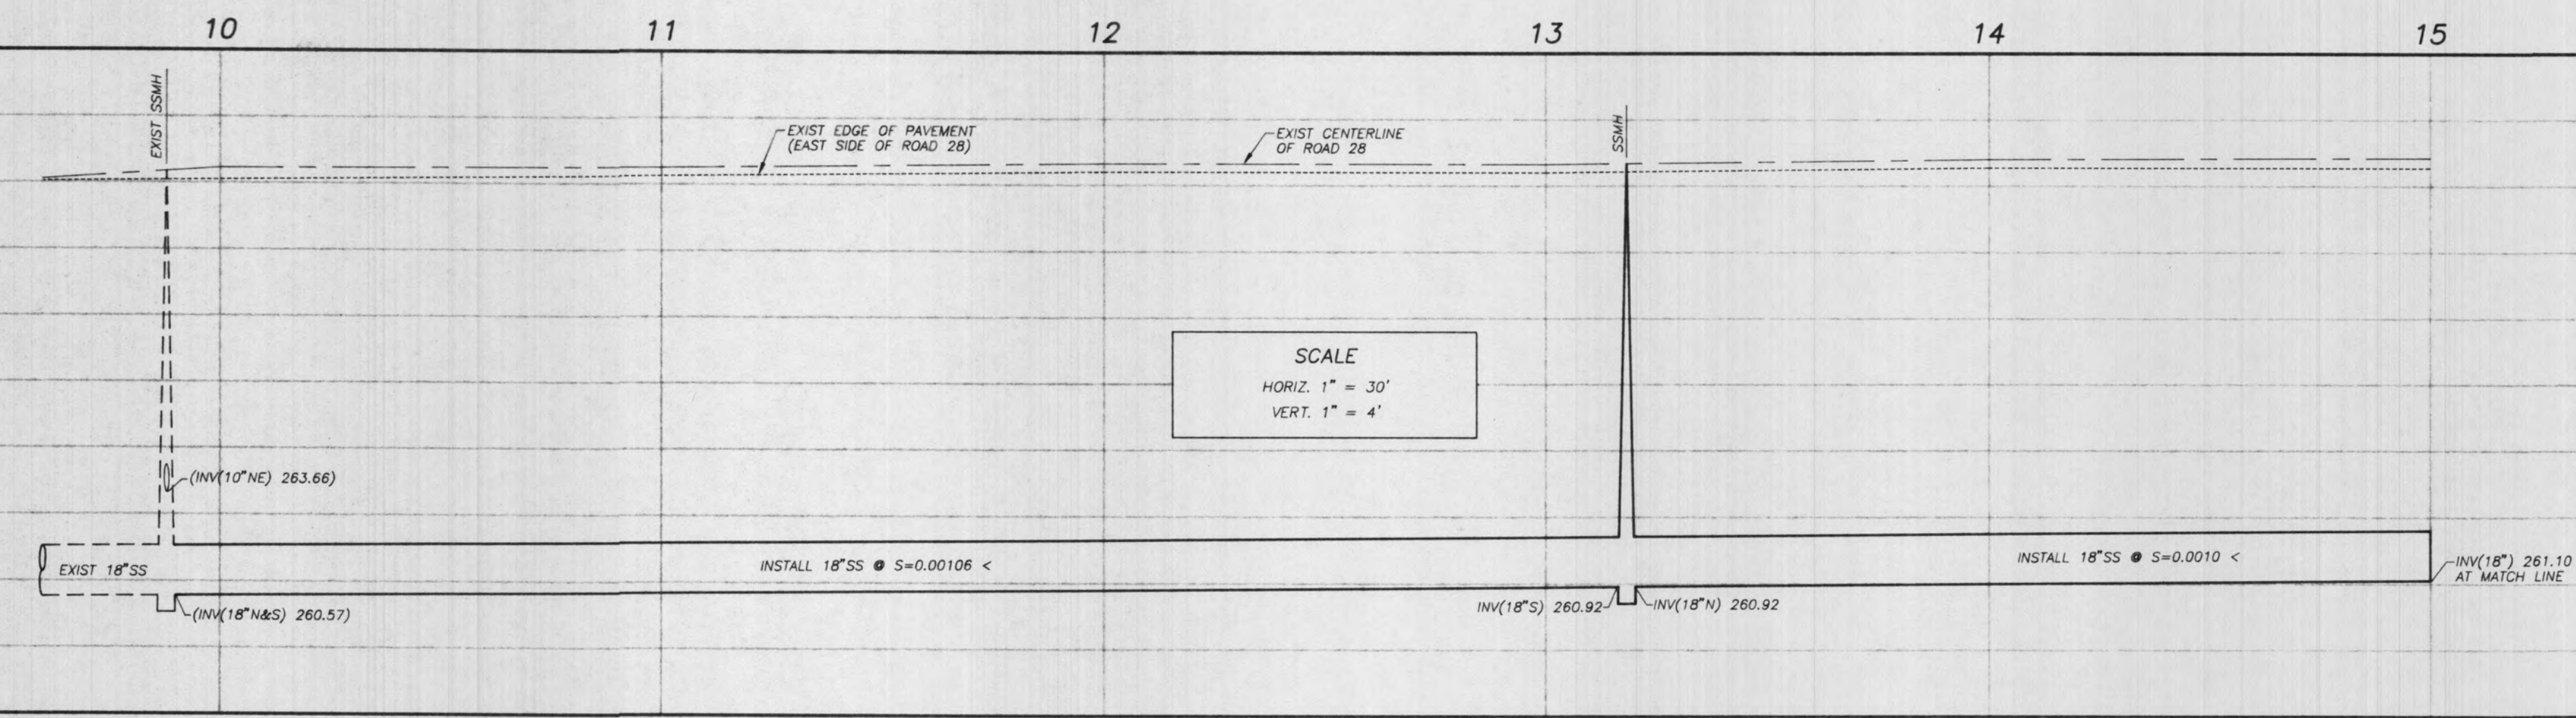 10 11 12 13 14 15
EXIST SSMH
EXIST EDGE OF PAVEMENT
(EAST SIDE OF ROAD 28)
EXIST CENTERLINE
OF ROAD 28
SSMH
SCALE
HORIZ. 1" = 30'
VERT. 1" = 4'
(INV(10"NE) 263.66)
EXIST 18"SS
INSTALL 18"SS @ S=0.00106 <
INSTALL 18"SS @ S=0.0010 <
INV(18") 261.10
AT MATCH LINE
(INV(18"N&S) 260.57)
INV(18"S) 260.92
INV(18"N) 260.92